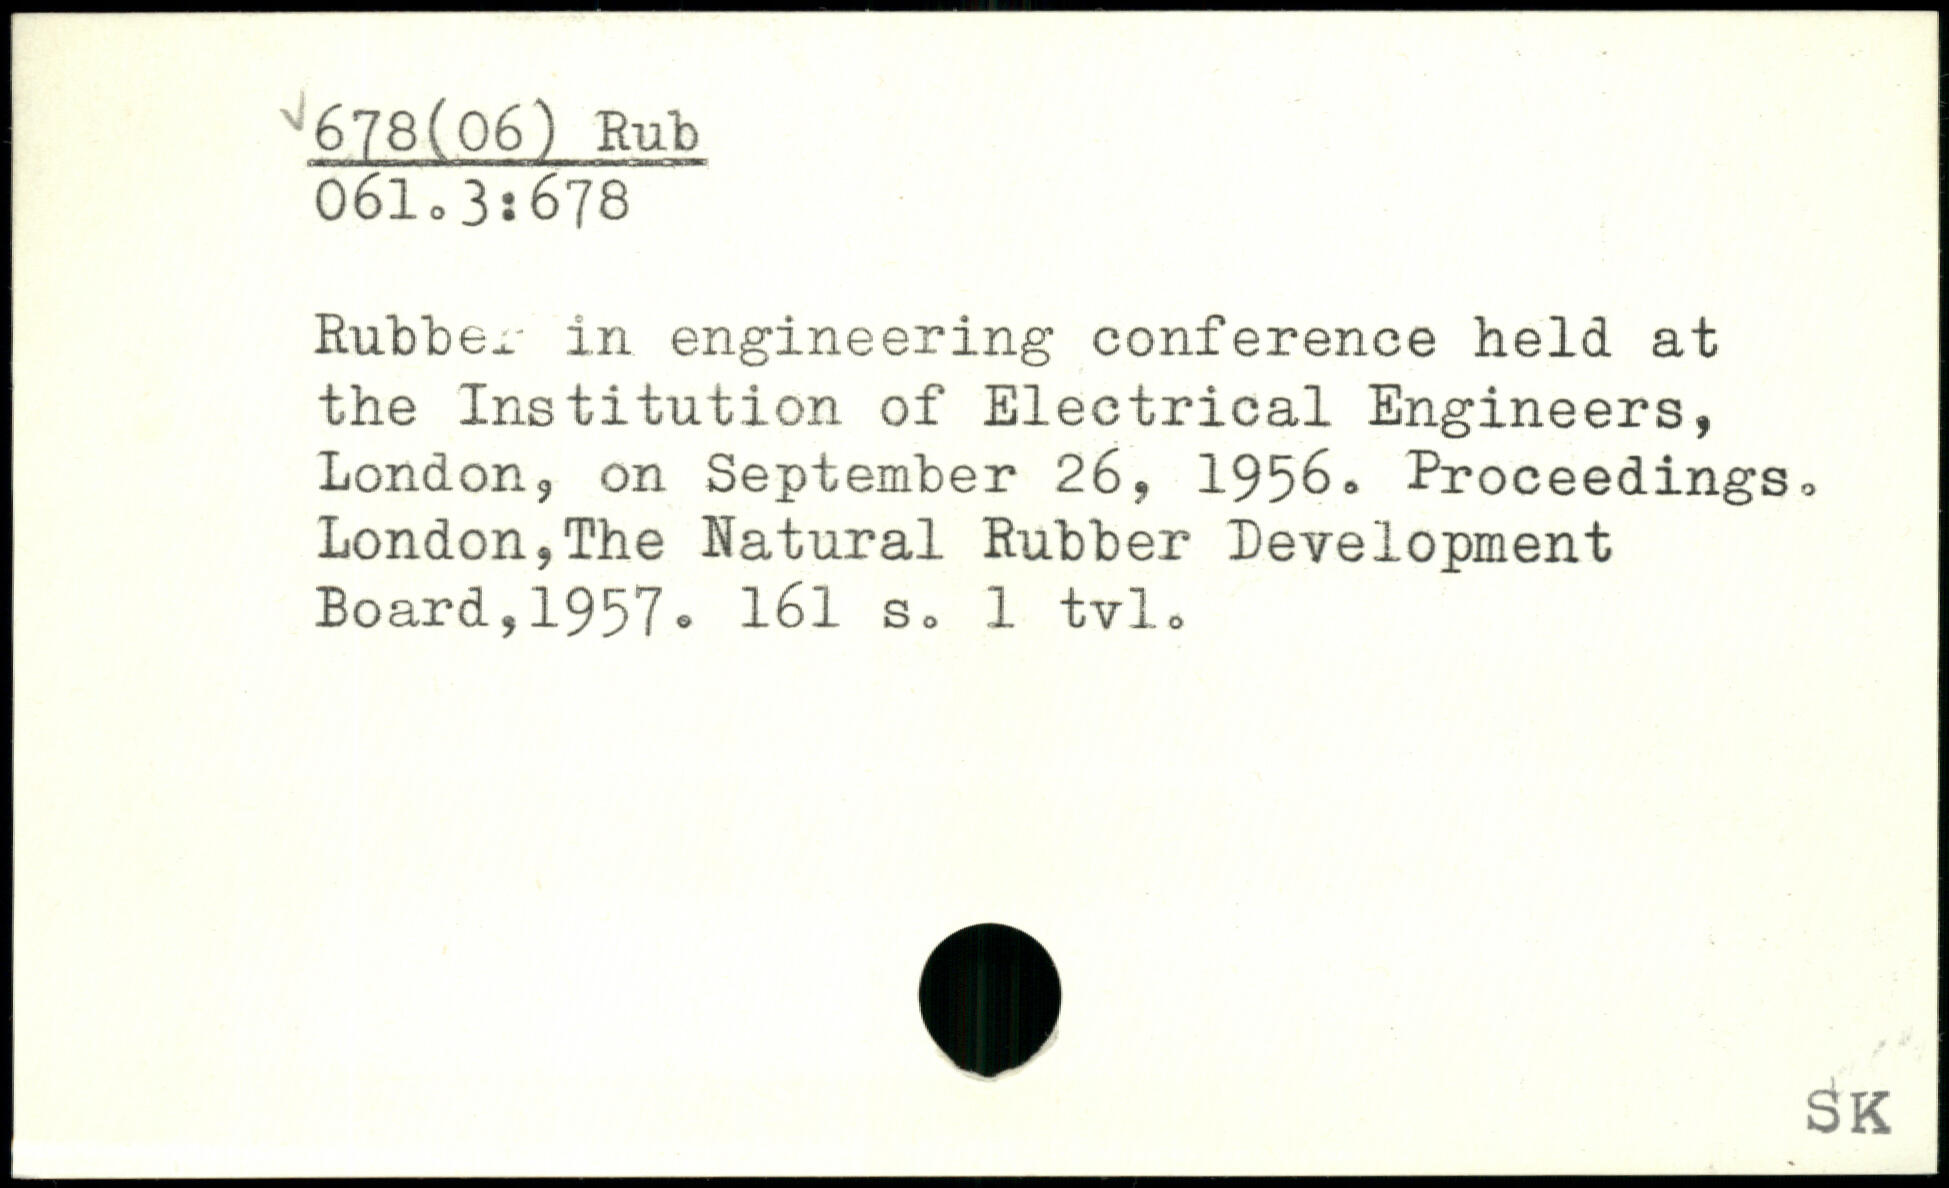 678(06) Rub
061.3:678
Rubber in engineering conference held at
the Institution of Electrical Engineers,
London, on September 26, 1956. Proceedings.
London,The Natural Rubber Development
Board,1957. 161 s. 1 tvl.
SK